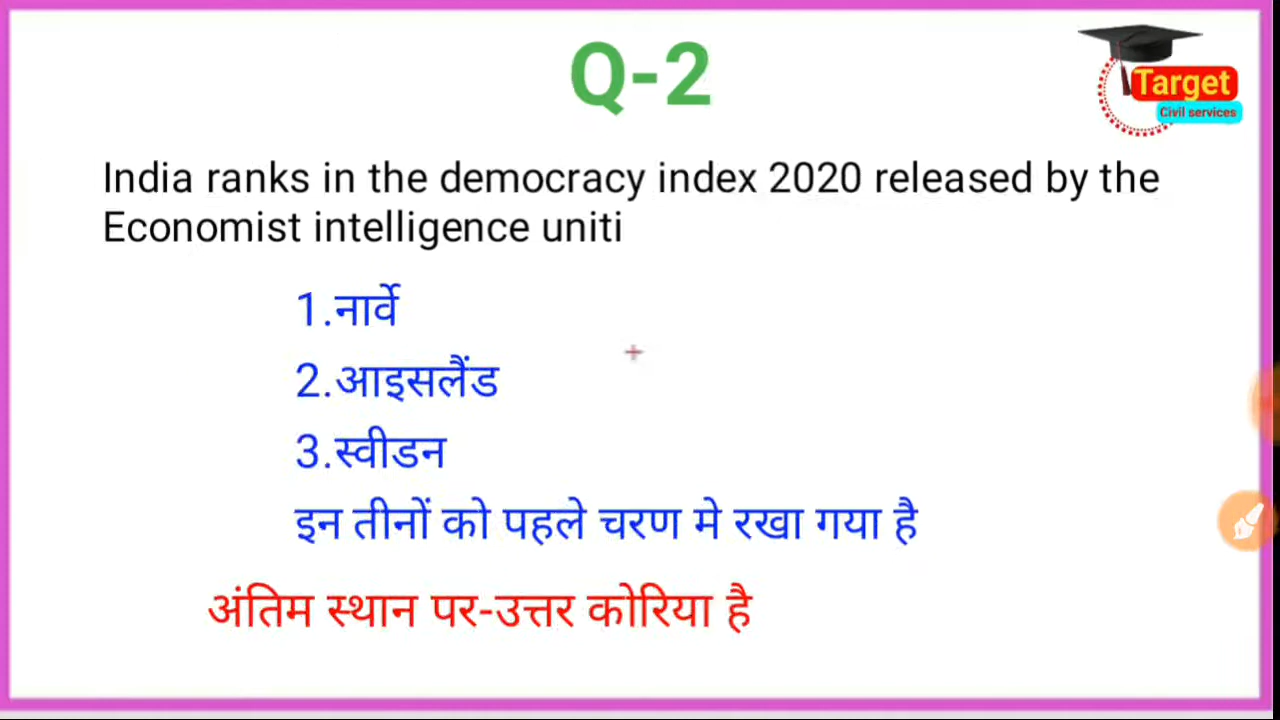 Q-2
Target
Civil services
India ranks in the democracy index 2020 released by the
Economist intelligence uniti
1.नार्वे
2.आइसलैंड
3.स्वीडन
इन तीनों को पहले चरण मे रखा गया है
अंतिम स्थान पर-उत्तर कोरिया है